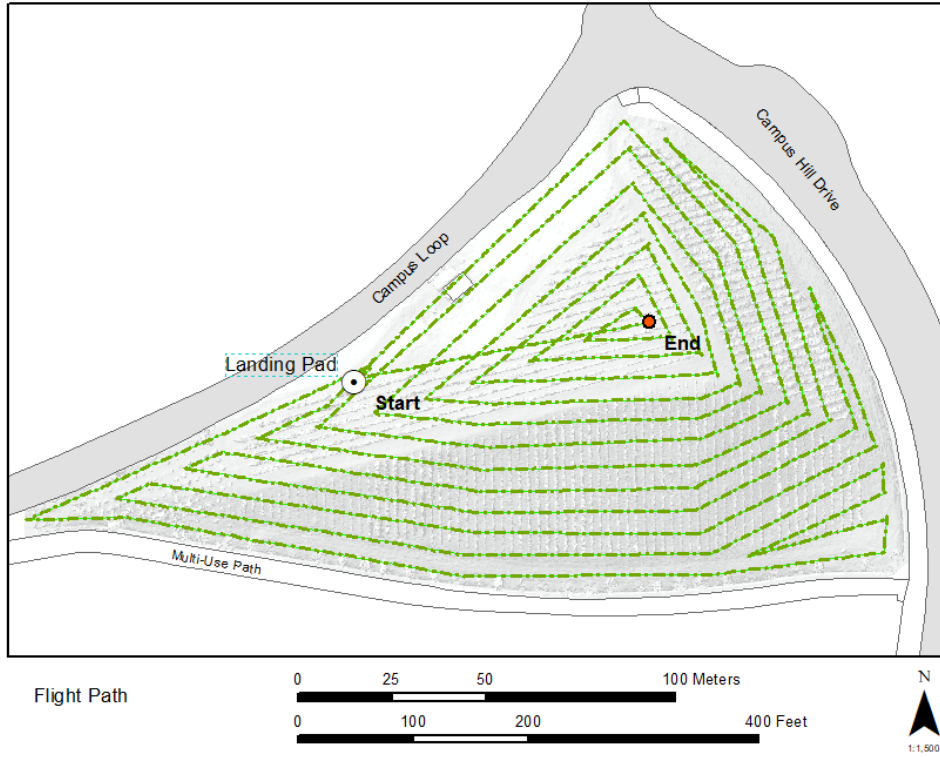 Campus Hill Drive
Campus Loop
End
Landing Pad
Start
Multi-Use Path
Flight Path
0 25 50 100 Meters
0 100 200 400 Feet
N
1:1,500